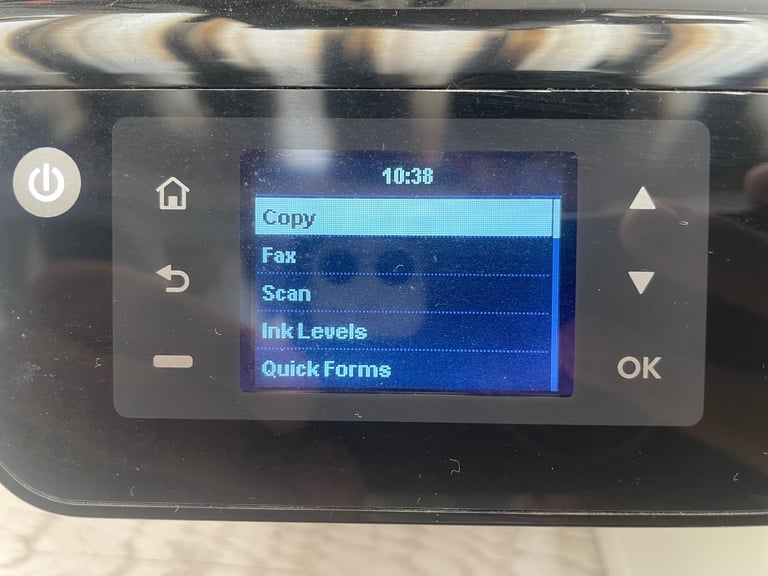 10:38
Copy
Fax
Scan
Ink Levels
Quick Forms
OK